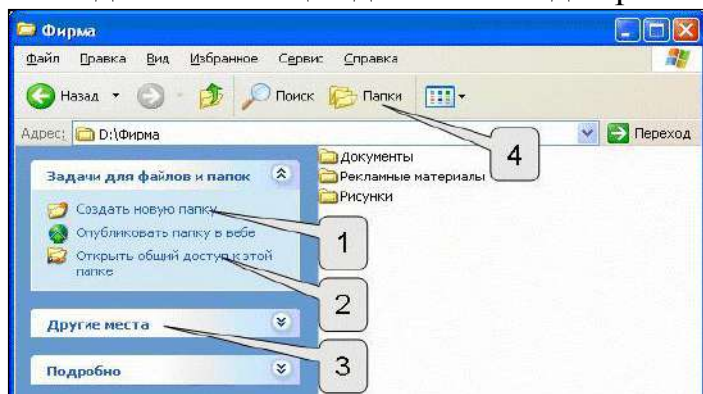 Фирма
Файл Правка Вид Избранное Сервис Справка
Назад Поиск Папки
Адрес: D:\Фирма Переход
Задачи для файлов и папок
Создать новую папку
Опубликовать папку в вебе
Открыть общий доступ к этой
папке
Другие места
Подробно
Документы
Рекламные материалы
Рисунки
4
1
2
3